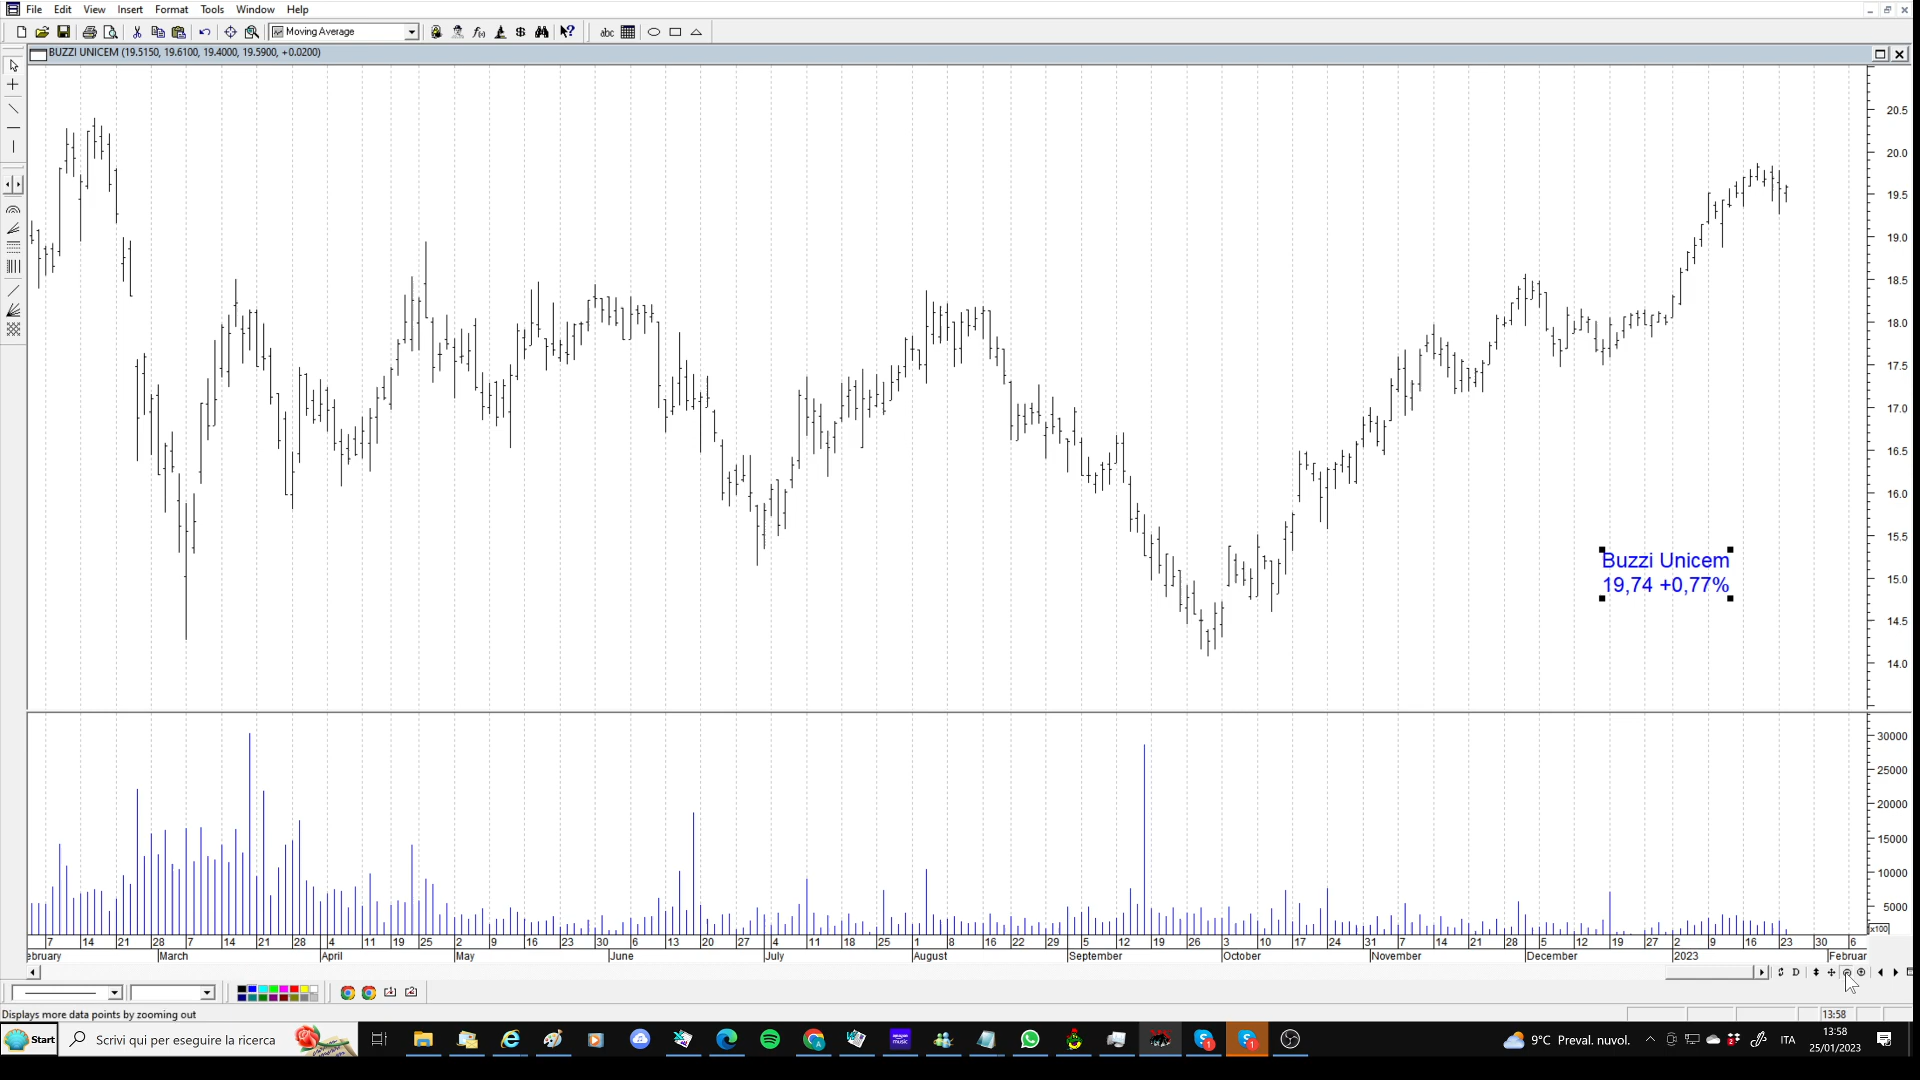 File Edit View Insert Format Tools Window Help
Moving Average
abc
BUZZI UNICEM (19.5150, 19.6100, 19.4000, 19.5900, +0.0200)
20.5
20.0
19.5
19.0
18.5
18.0
17.5
17.0
16.5
16.0
15.5
15.0
14.5
14.0
Buzzi Unicem
19,74 +0,77%
30000
25000
20000
15000
10000
5000
x100
7 14 21 28 7 14 21 28 4 11 19 25 2 9 16 23 30 6 13 20 27 4 11 18 25 1 8 16 22 29 5 12 19 26 3 10 17 24 31 7 14 21 28 5 12 19 27 2 9 16 23 30 6
ebruary March April May June July August September October November December 2023 Februar
D
Displays more data points by zooming out
13:58
Start Scrivi qui per eseguire la ricerca 9°C Preval. nuvol. ITA 13:58
25/01/2023